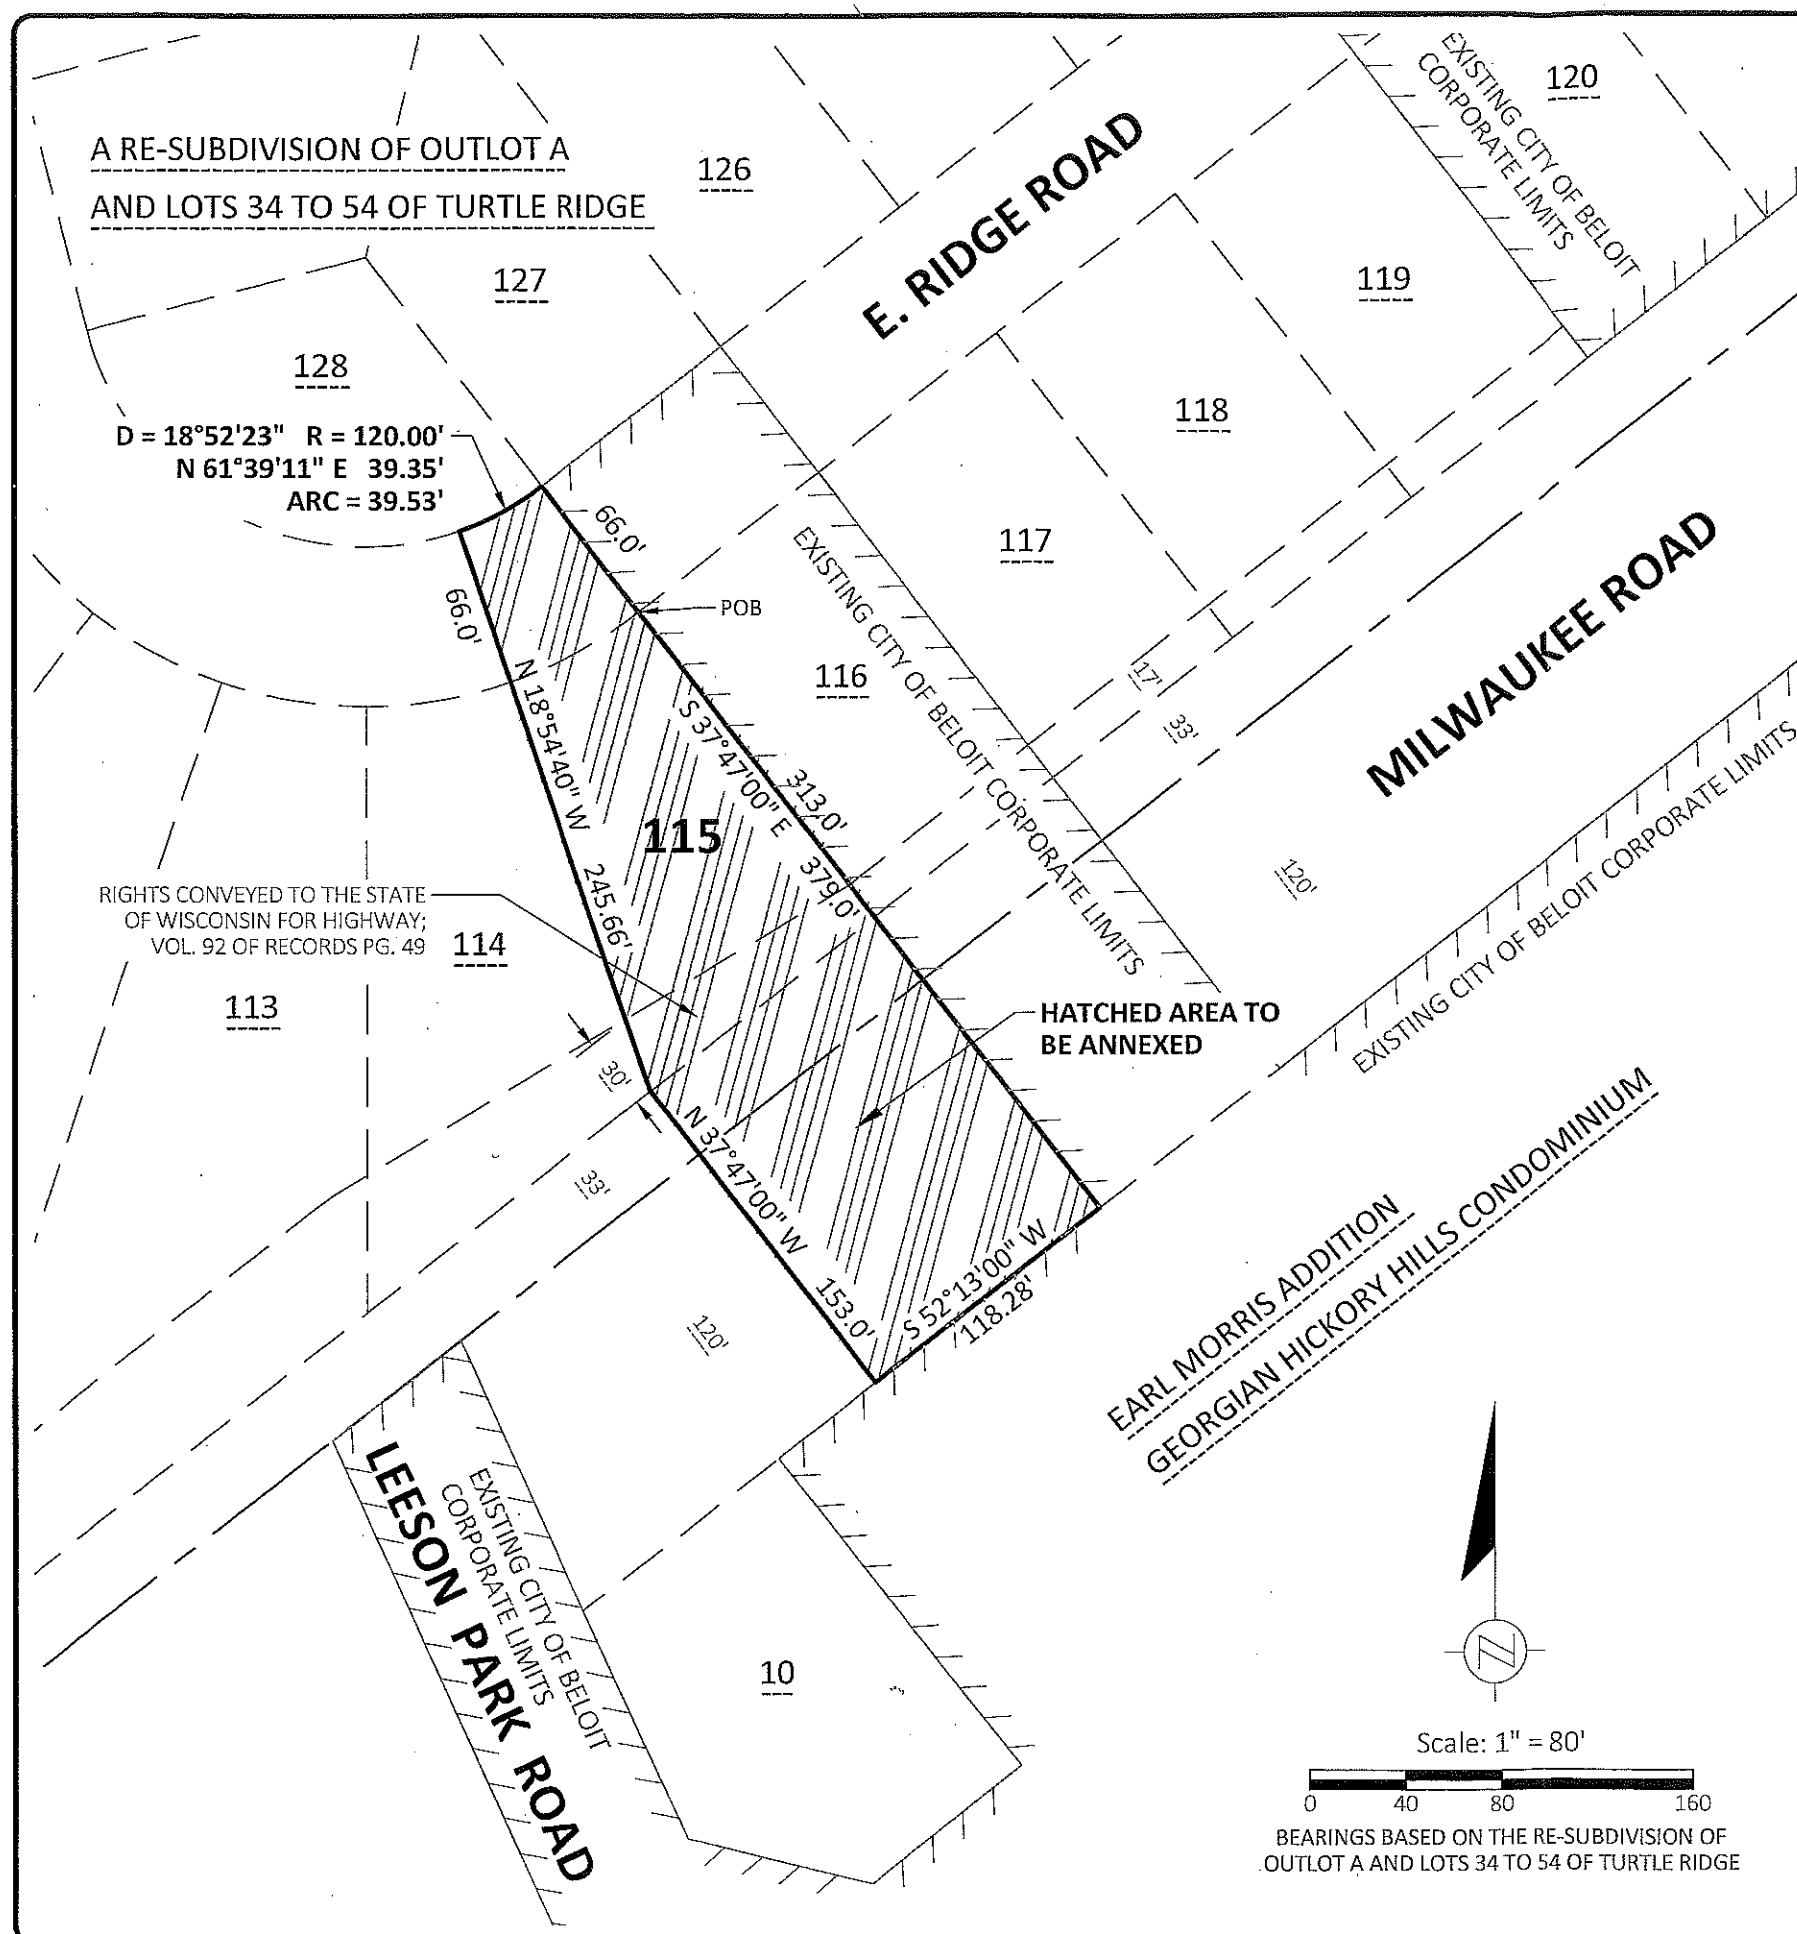 A RE-SUBDIVISION OF OUTLOT A
AND LOTS 34 TO 54 OF TURTLE RIDGE
126
127
128
E. RIDGE ROAD
EXISTING CITY OF BELOIT
CORPORATE LIMITS
120
119
118
117
116
D = 18°52'23" R = 120.00'
N 61°39'11" E 39.35'
ARC = 39.53'
66.0'
66.0'
POB
EXISTING CITY OF BELOIT CORPORATE LIMITS
17'
33'
MILWAUKEE ROAD
120'
EXISTING CITY OF BELOIT CORPORATE LIMITS
N 18°54'40" W 245.66'
S 37°47'00" E 379.0'
313.0'
115
RIGHTS CONVEYED TO THE STATE
OF WISCONSIN FOR HIGHWAY;
VOL. 92 OF RECORDS PG. 49
114
113
HATCHED AREA TO
BE ANNEXED
30'
33'
N 37°47'00" W 153.0'
S 52°13'00" W
118.28'
120'
EARL MORRIS ADDITION
GEORGIAN HICKORY HILLS CONDOMINIUM
LEESON PARK ROAD
EXISTING CITY OF BELOIT
CORPORATE LIMITS
10
N
Scale: 1" = 80'
0 40 80 160
BEARINGS BASED ON THE RE-SUBDIVISION OF
OUTLOT A AND LOTS 34 TO 54 OF TURTLE RIDGE